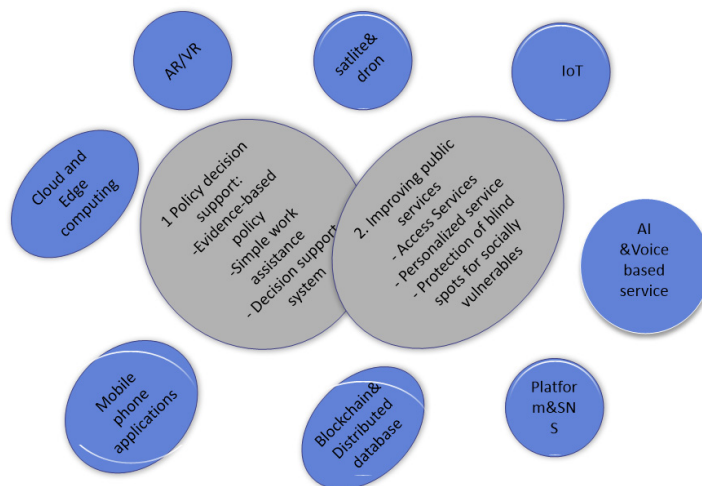 AR/VR
satlite&
dron
IoT
Cloud and
Edge
computing
1 Policy decision
support:
-Evidence-based
policy
-Simple work
assistance
- Decision support
system
2. Improving public
services
- Access Services
- Personalized service
- Protection of blind
spots for socially
vulnerables
AI
&Voice
based
service
Mobile
phone
applications
Blockchain&
Distributed
database
Platfor
m&SN
S